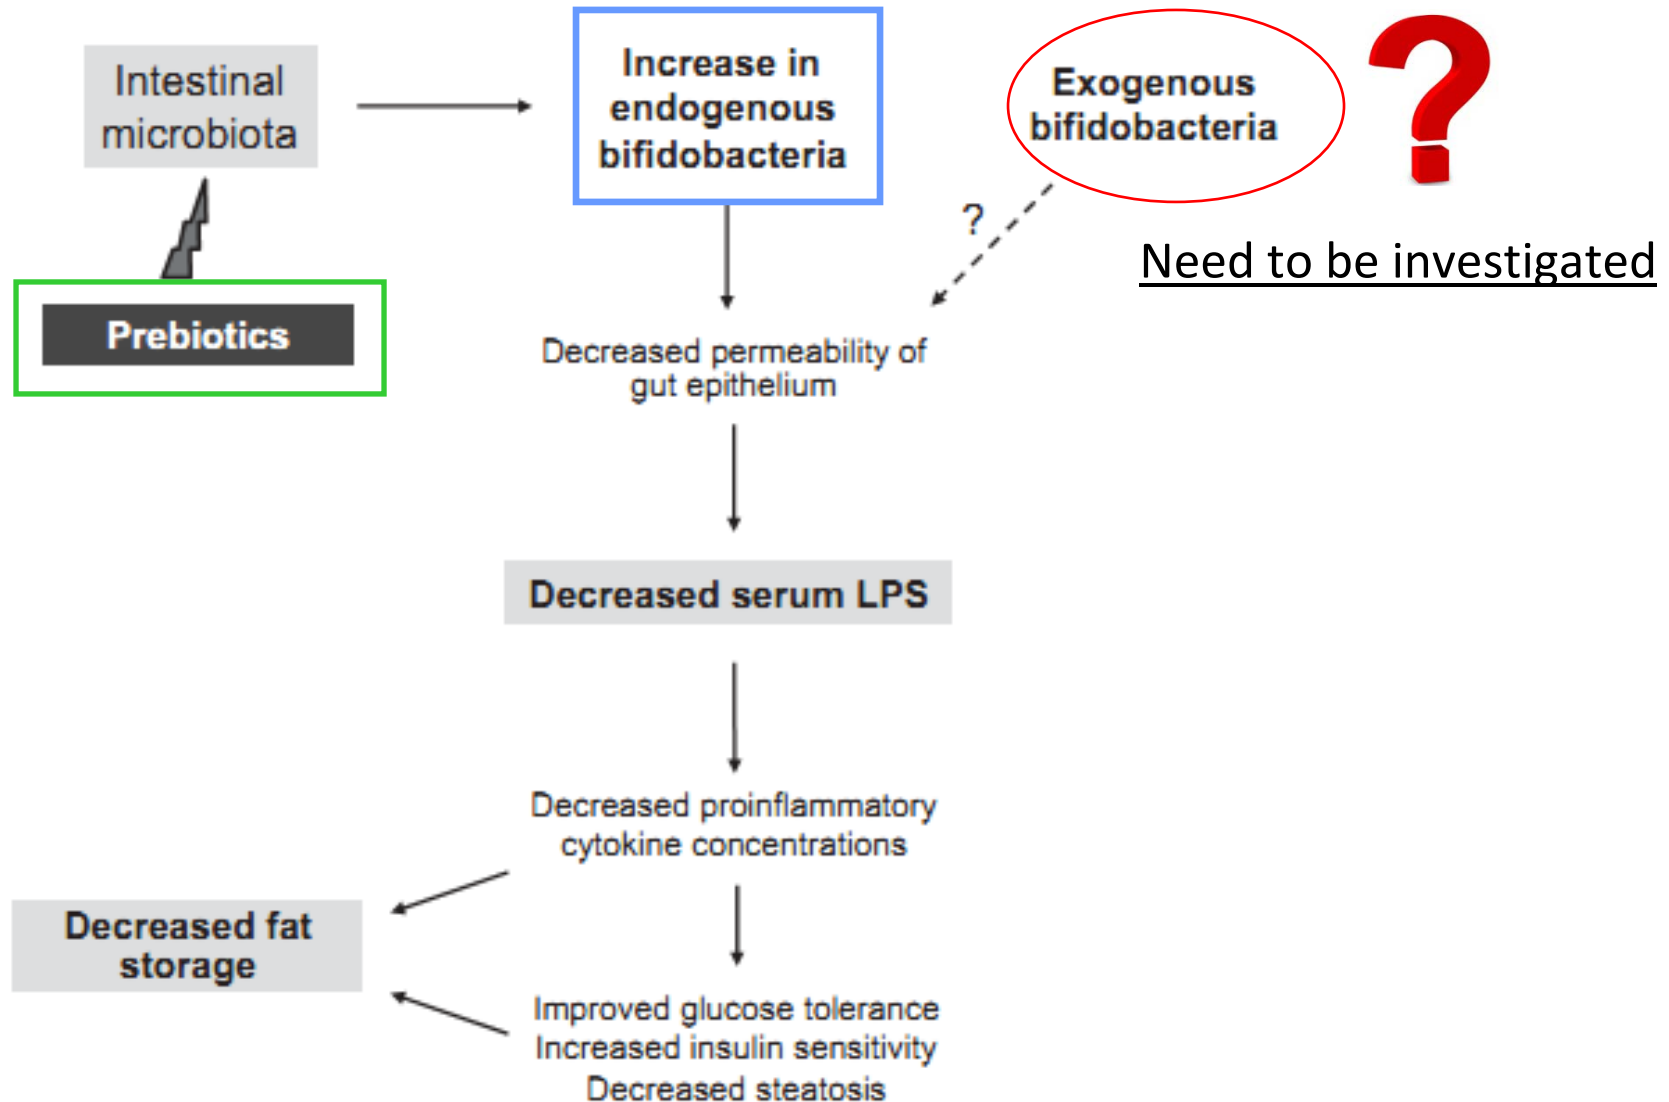 Intestinal
microbiota
Increase in
endogenous
bifidobacteria
Exogenous
bifidobacteria
?
?
Need to be investigated
Prebiotics
Decreased permeability of
gut epithelium
Decreased serum LPS
Decreased proinflammatory
cytokine concentrations
Decreased fat
storage
Improved glucose tolerance
Increased insulin sensitivity
Decreased steatosis